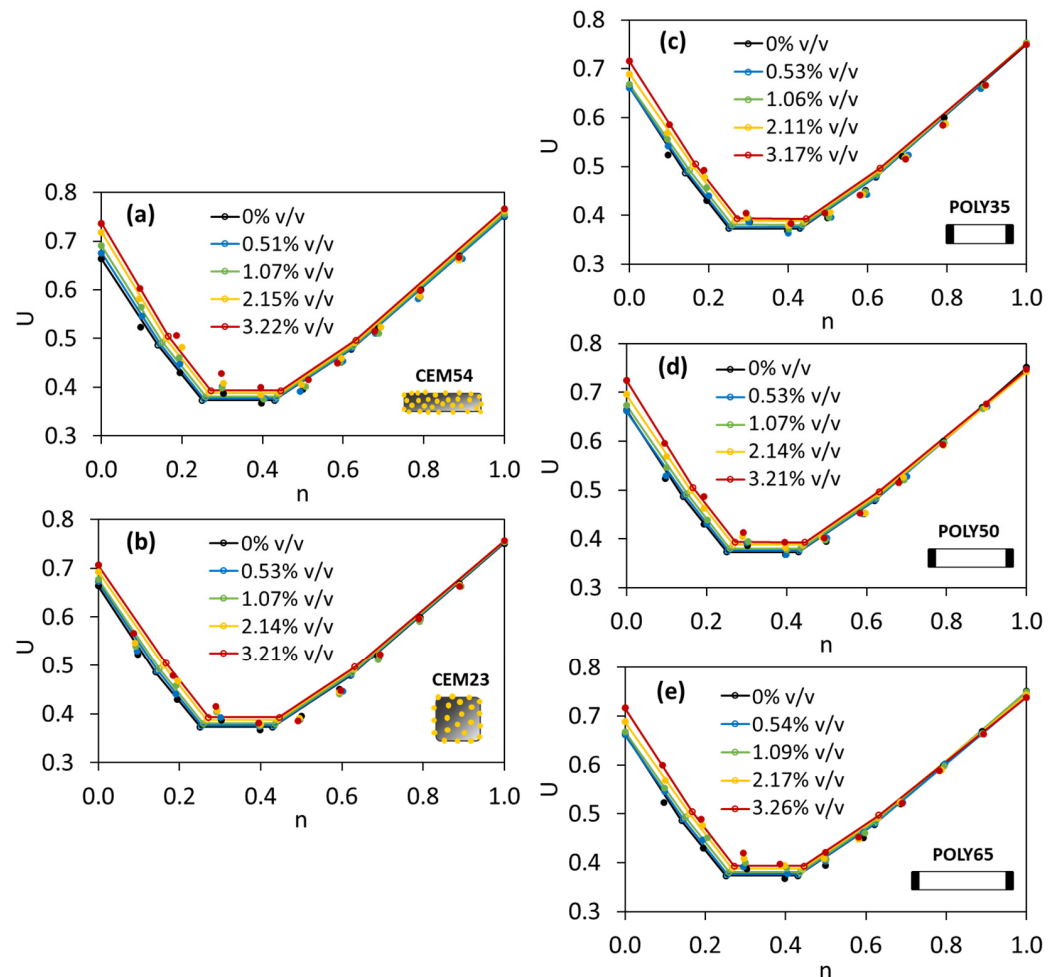 (a)
0% v/v
0.51% v/v
1.07% v/v
2.15% v/v
3.22% v/v
CEM54
U
0.8
0.7
0.6
0.5
0.4
0.3
0.0 0.2 0.4 0.6 0.8 1.0
n
(b)
0% v/v
0.53% v/v
1.07% v/v
2.14% v/v
3.21% v/v
CEM23
U
0.8
0.7
0.6
0.5
0.4
0.3
0.0 0.2 0.4 0.6 0.8 1.0
n
(c)
0% v/v
0.53% v/v
1.06% v/v
2.11% v/v
3.17% v/v
POLY35
U
0.8
0.7
0.6
0.5
0.4
0.3
0.0 0.2 0.4 0.6 0.8 1.0
n
(d)
0% v/v
0.53% v/v
1.07% v/v
2.14% v/v
3.21% v/v
POLY50
U
0.8
0.7
0.6
0.5
0.4
0.3
0.0 0.2 0.4 0.6 0.8 1.0
n
(e)
0% v/v
0.54% v/v
1.09% v/v
2.17% v/v
3.26% v/v
POLY65
U
0.8
0.7
0.6
0.5
0.4
0.3
0.0 0.2 0.4 0.6 0.8 1.0
n